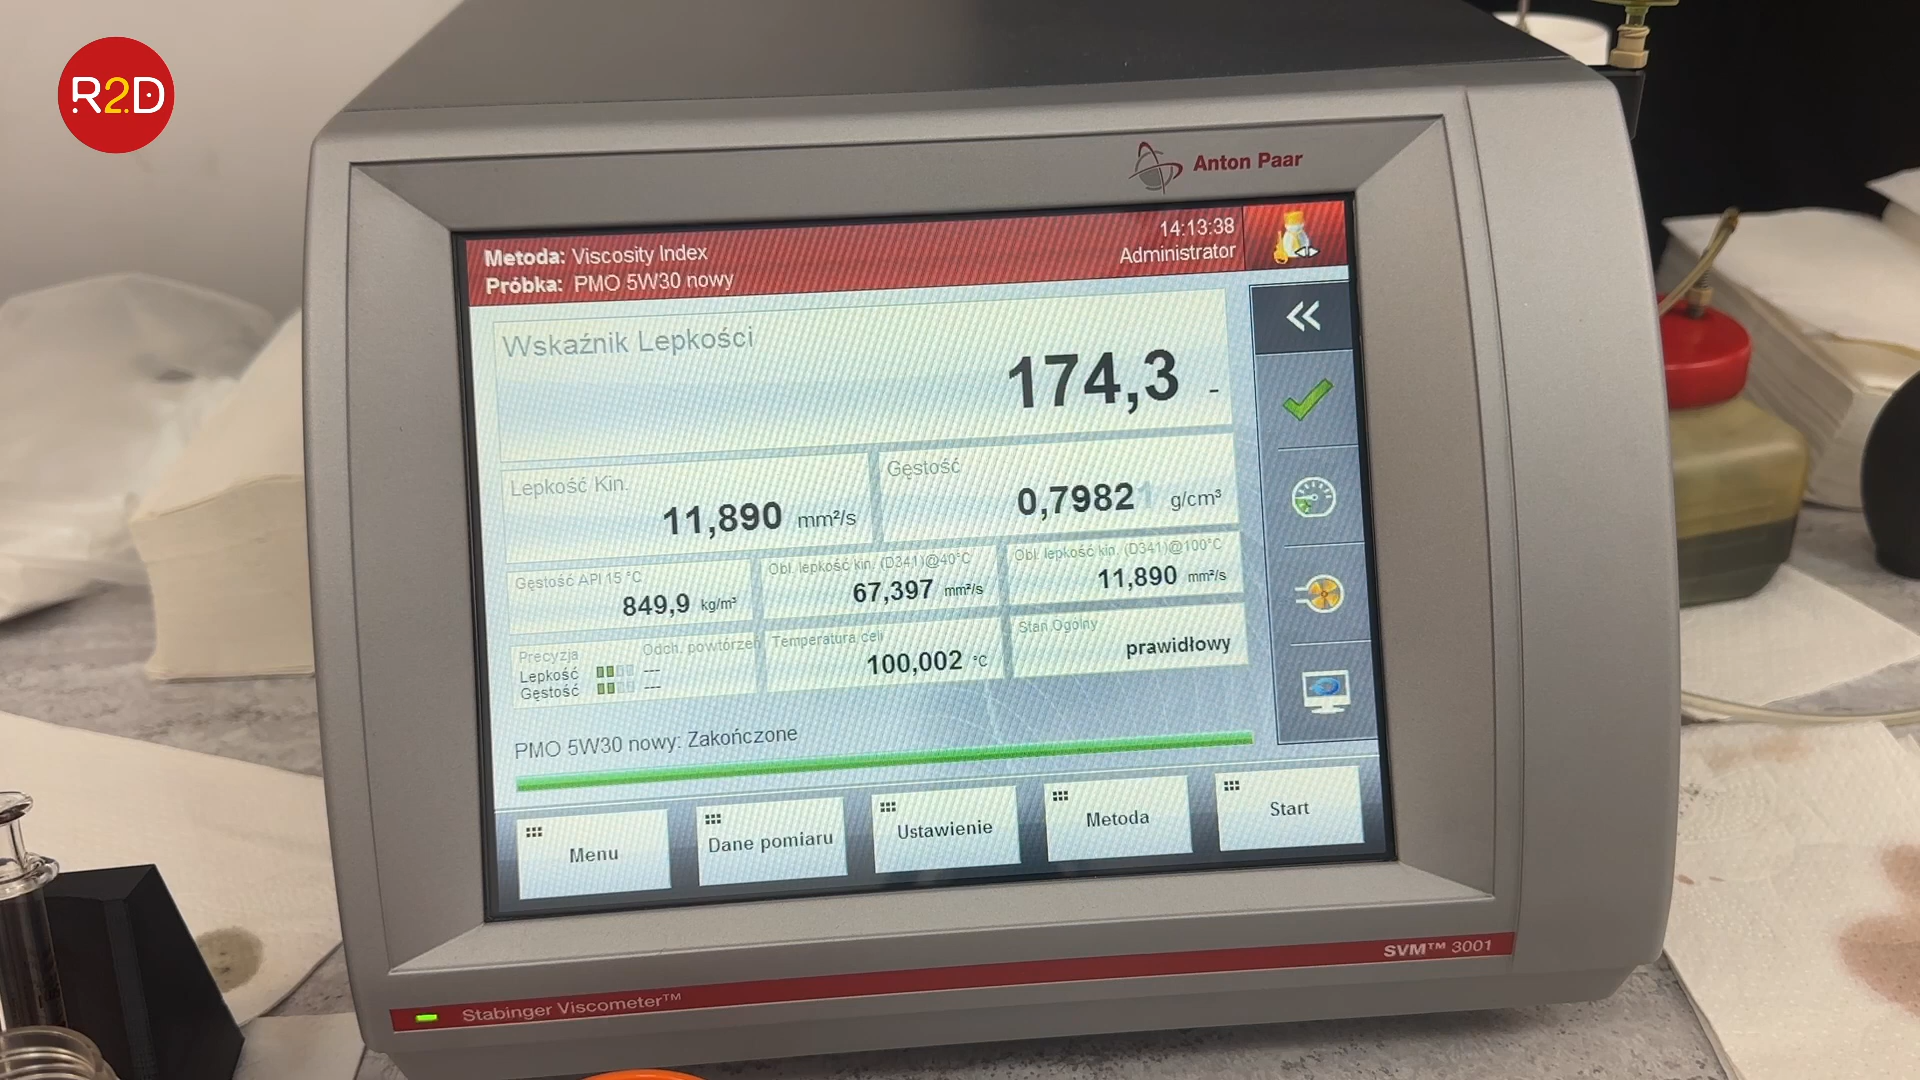 R2D
Anton Paar
Metoda: Viscosity Index
14:13:38
Próbka: PMO 5W30 nowy
Administrator
Wskaźnik Lepkości
174,3 -
Lepkość Kin.
11,890 mm²/s
Gęstość
0,79821 g/cm³
Gęstość API 15 °C
849,9 kg/m³
Obl. lepkość kin. (D341)@40°C
67,397 mm²/s
Obl. lepkość kin. (D341)@100°C
11,890 mm²/s
Precyzja
Odch. powtórzeń
Lepkość ---
Gęstość ---
Temperatura celi
100,002 °C
Stan Ogólny
prawidłowy
PMO 5W30 nowy: Zakończone
Menu
Dane pomiaru
Ustawienie
Metoda
Start
SVM™ 3001
Stabinger Viscometer™